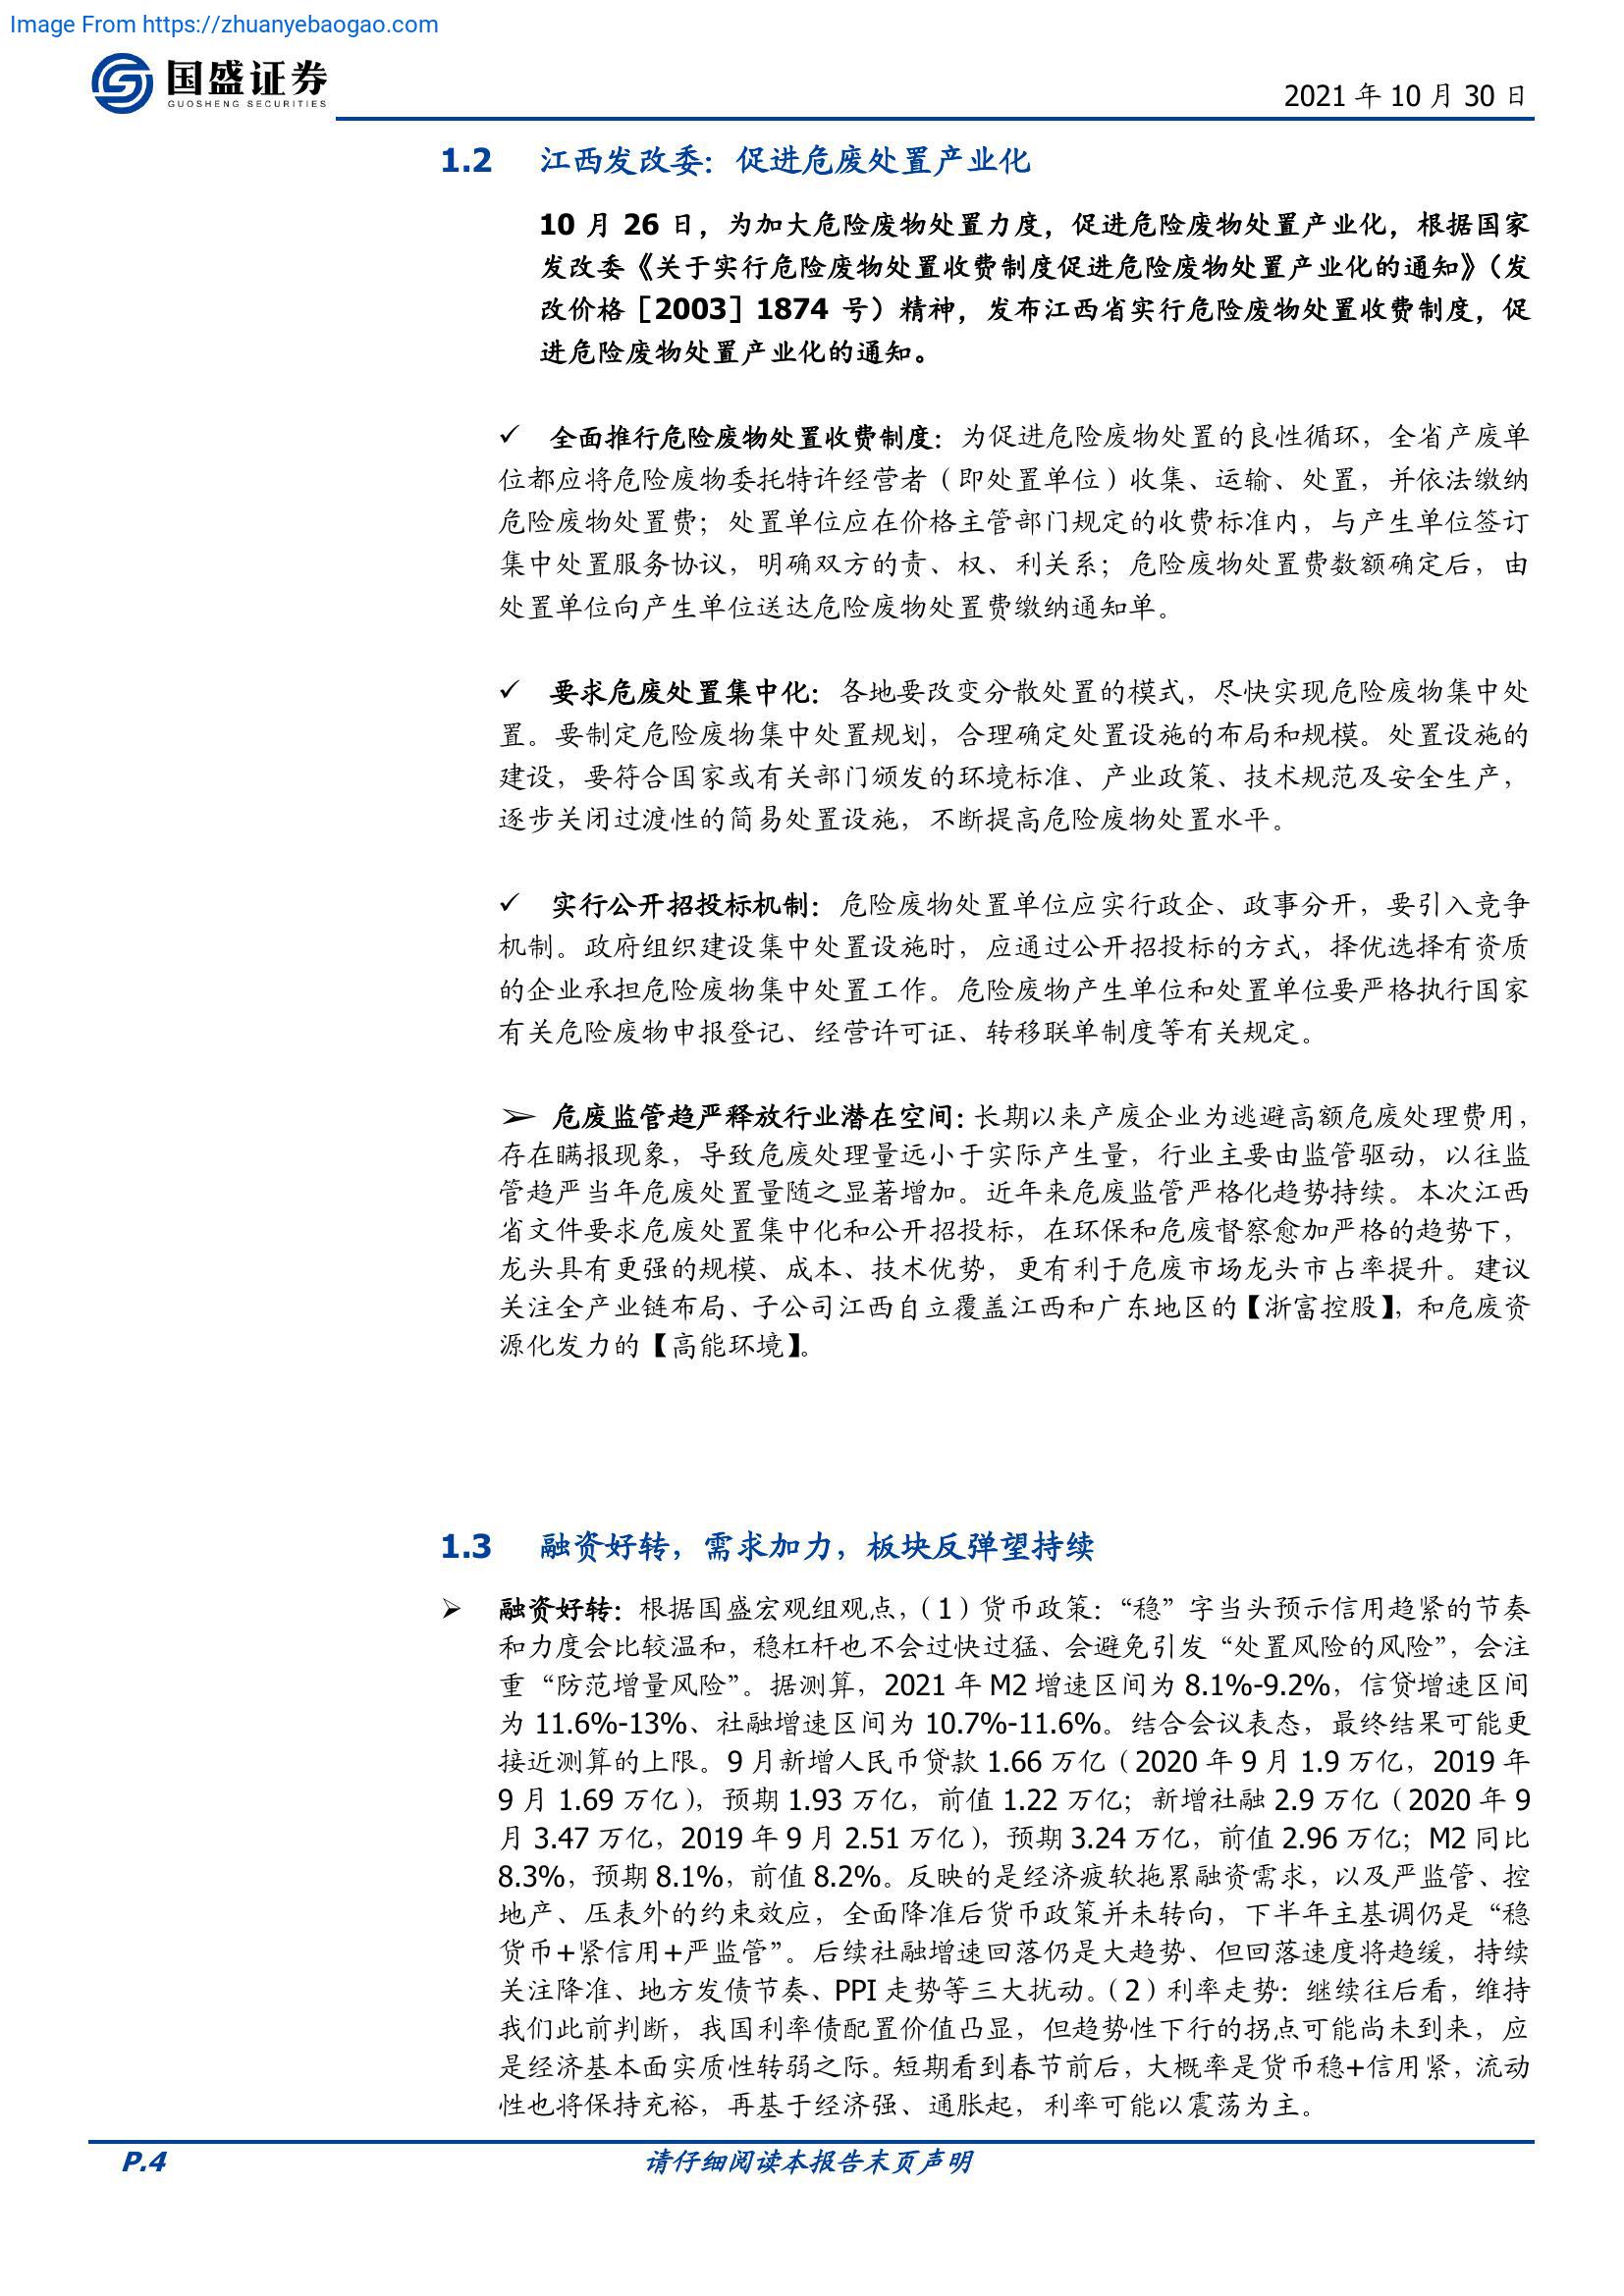 Image From https://zhuanyebaogao.com
国盛证券
GUOSHENG SECURITIES
2021 年 10 月 30 日
1.2 江西发改委：促进危废处置产业化
10 月 26 日，为加大危险废物处置力度，促进危险废物处置产业化，根据国家
发改委《关于实行危险废物处置收费制度促进危险废物处置产业化的通知》（发
改价格［2003］1874 号）精神，发布江西省实行危险废物处置收费制度，促
进危险废物处置产业化的通知。
✓ 全面推行危险废物处置收费制度：为促进危险废物处置的良性循环，全省产废单
位都应将危险废物委托特许经营者（即处置单位）收集、运输、处置，并依法缴纳
危险废物处置费；处置单位应在价格主管部门规定的收费标准内，与产生单位签订
集中处置服务协议，明确双方的责、权、利关系；危险废物处置费数额确定后，由
处置单位向产生单位送达危险废物处置费缴纳通知单。
✓ 要求危废处置集中化：各地要改变分散处置的模式，尽快实现危险废物集中处
置。要制定危险废物集中处置规划，合理确定处置设施的布局和规模。处置设施的
建设，要符合国家或有关部门颁发的环境标准、产业政策、技术规范及安全生产，
逐步关闭过渡性的简易处置设施，不断提高危险废物处置水平。
✓ 实行公开招投标机制：危险废物处置单位应实行政企、政事分开，要引入竞争
机制。政府组织建设集中处置设施时，应通过公开招投标的方式，择优选择有资质
的企业承担危险废物集中处置工作。危险废物产生单位和处置单位要严格执行国家
有关危险废物申报登记、经营许可证、转移联单制度等有关规定。
➢ 危废监管趋严释放行业潜在空间：长期以来产废企业为逃避高额危废处理费用，
存在瞒报现象，导致危废处理量远小于实际产生量，行业主要由监管驱动，以往监
管趋严当年危废处置量随之显著增加。近年来危废监管严格化趋势持续。本次江西
省文件要求危废处置集中化和公开招投标，在环保和危废督察愈加严格的趋势下，
龙头具有更强的规模、成本、技术优势，更有利于危废市场龙头市占率提升。建议
关注全产业链布局、子公司江西自立覆盖江西和广东地区的【浙富控股】，和危废资
源化发力的【高能环境】。
1.3 融资好转，需求加力，板块反弹望持续
➢ 融资好转：根据国盛宏观组观点，（1）货币政策：“稳”字当头预示信用趋紧的节奏
和力度会比较温和，稳杠杆也不会过快过猛、会避免引发“处置风险的风险”，会注
重“防范增量风险”。据测算，2021 年 M2 增速区间为 8.1%-9.2%，信贷增速区间
为 11.6%-13%、社融增速区间为 10.7%-11.6%。结合会议表态，最终结果可能更
接近测算的上限。9 月新增人民币贷款 1.66 万亿（2020 年 9 月 1.9 万亿，2019 年
9 月 1.69 万亿），预期 1.93 万亿，前值 1.22 万亿；新增社融 2.9 万亿（2020 年 9
月 3.47 万亿，2019 年 9 月 2.51 万亿），预期 3.24 万亿，前值 2.96 万亿；M2 同比
8.3%，预期 8.1%，前值 8.2%。反映的是经济疲软拖累融资需求，以及严监管、控
地产、压表外的约束效应，全面降准后货币政策并未转向，下半年主基调仍是“稳
货币+紧信用+严监管”。后续社融增速回落仍是大趋势、但回落速度将趋缓，持续
关注降准、地方发债节奏、PPI 走势等三大扰动。（2）利率走势：继续往后看，维持
我们此前判断，我国利率债配置价值凸显，但趋势性下行的拐点可能尚未到来，应
是经济基本面实质性转弱之际。短期看到春节前后，大概率是货币稳+信用紧，流动
性也将保持充裕，再基于经济强、通胀起，利率可能以震荡为主。
P.4 请仔细阅读本报告末页声明